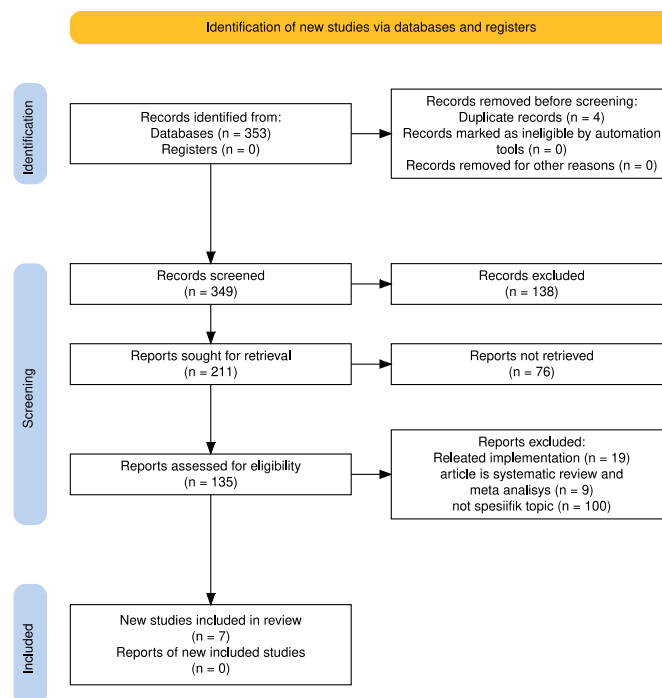 Identification of new studies via databases and registers
Identification
Records identified from:
Databases (n = 353)
Registers (n = 0)
Records removed before screening:
Duplicate records (n = 4)
Records marked as ineligible by automation
tools (n = 0)
Records removed for other reasons (n = 0)
Screening
Records screened
(n = 349)
Records excluded
(n = 138)
Reports sought for retrieval
(n = 211)
Reports not retrieved
(n = 76)
Reports assessed for eligibility
(n = 135)
Reports excluded:
Releated implementation (n = 19)
article is systematic review and
meta analisys (n = 9)
not spesiifik topic (n = 100)
Included
New studies included in review
(n = 7)
Reports of new included studies
(n = 0)